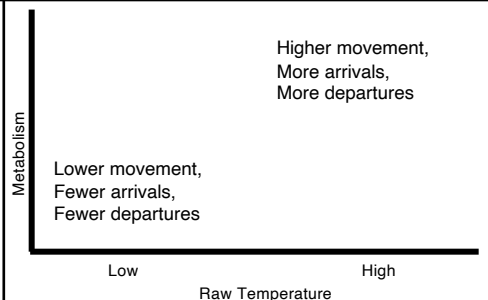 Higher movement,
More arrivals,
More departures
Metabolism
Lower movement,
Fewer arrivals,
Fewer departures
Low
High
Raw Temperature